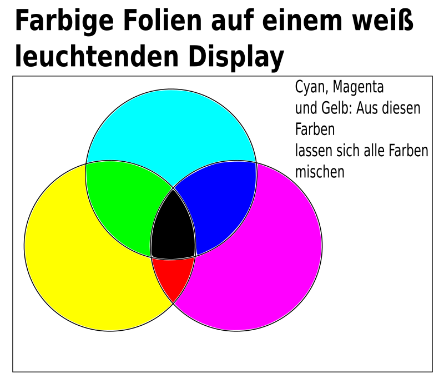 Farbige Folien auf einem weiß
leuchtenden Display
Cyan, Magenta
und Gelb: Aus diesen
Farben
lassen sich alle Farben
mischen